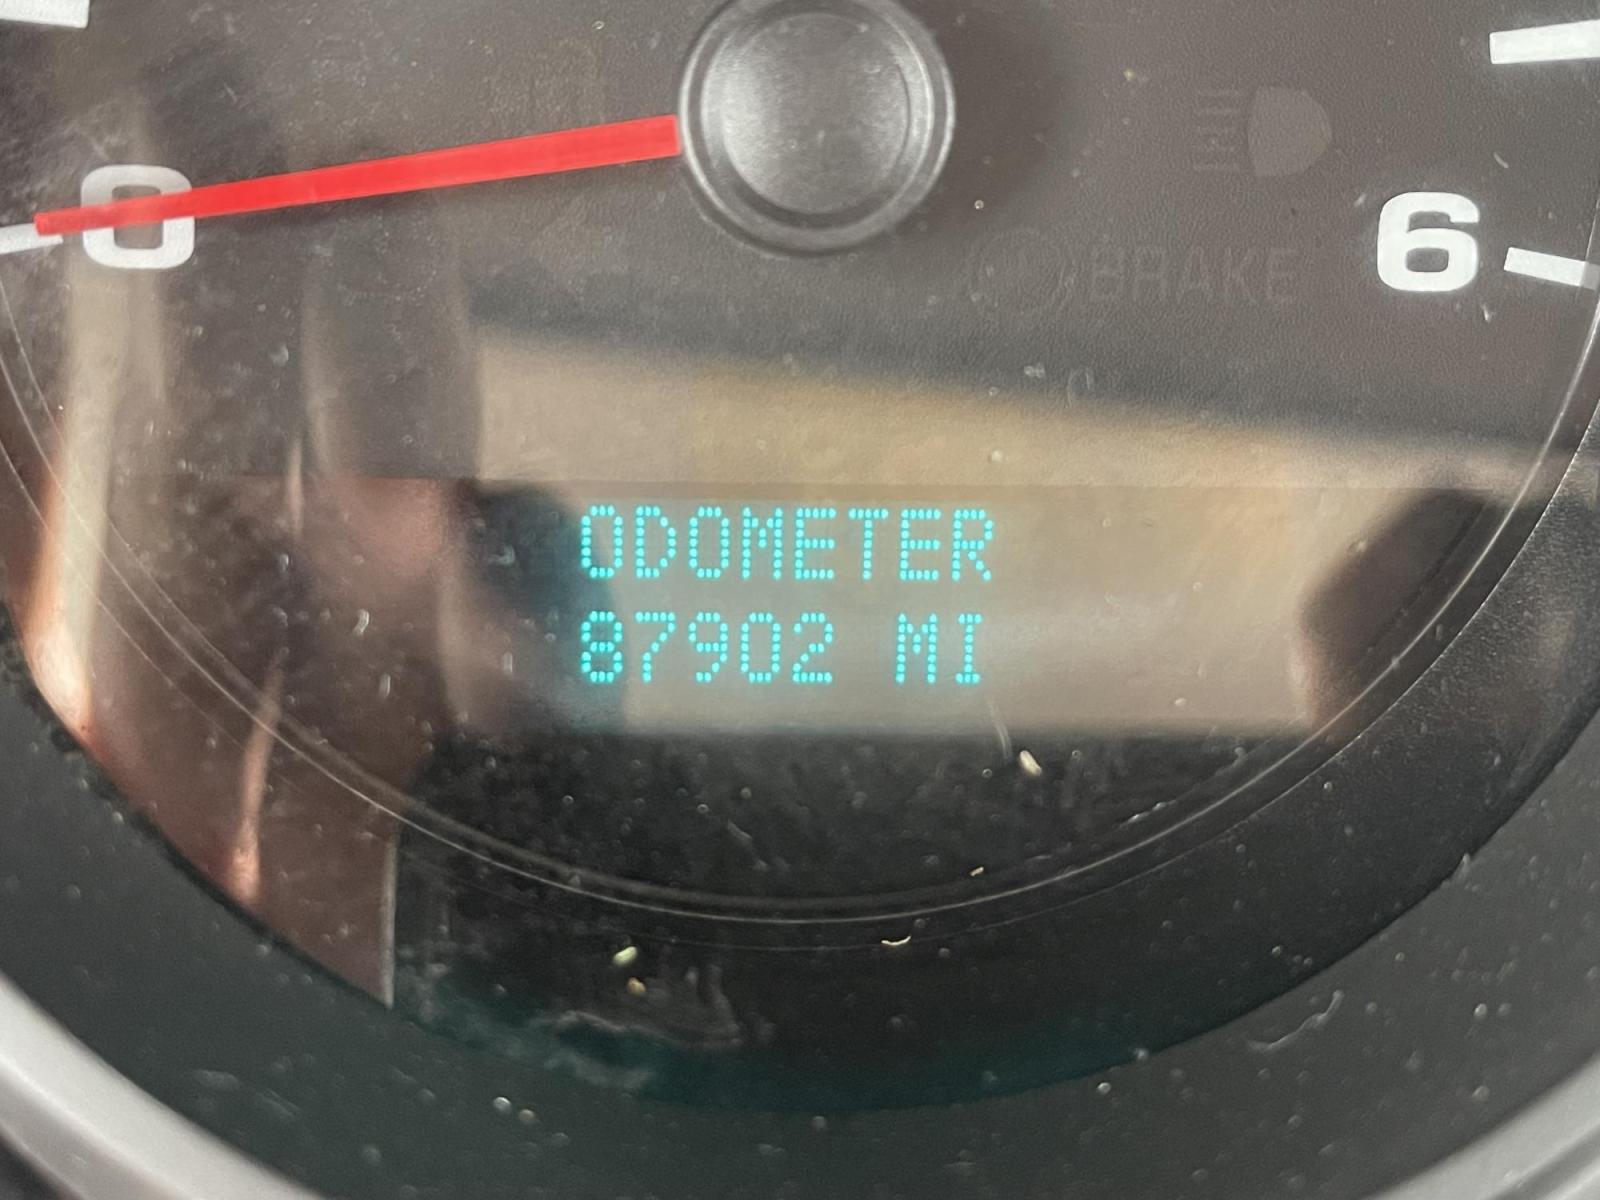 0
BRAKE
6
ODOMETER
87902 MI